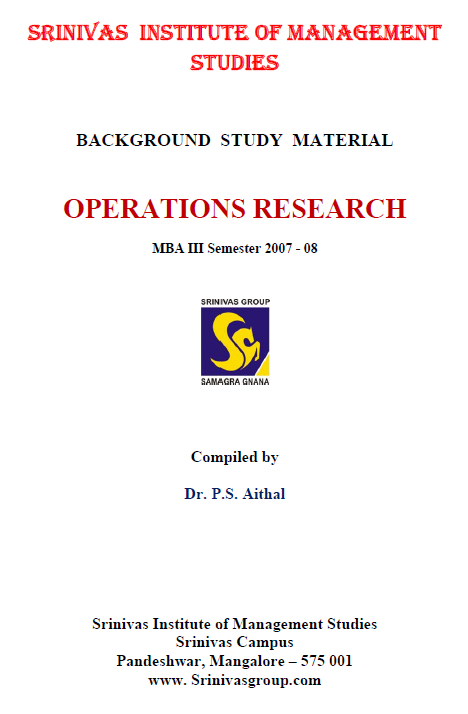 SRINIVAS INSTITUTE OF MANAGEMENT
STUDIES
BACKGROUND STUDY MATERIAL
OPERATIONS RESEARCH
MBA III Semester 2007 - 08
SRINIVAS GROUP
SAMAGRA GNANA
Compiled by
Dr. P.S. Aithal
Srinivas Institute of Management Studies
Srinivas Campus
Pandeshwar, Mangalore – 575 001
www. Srinivasgroup.com